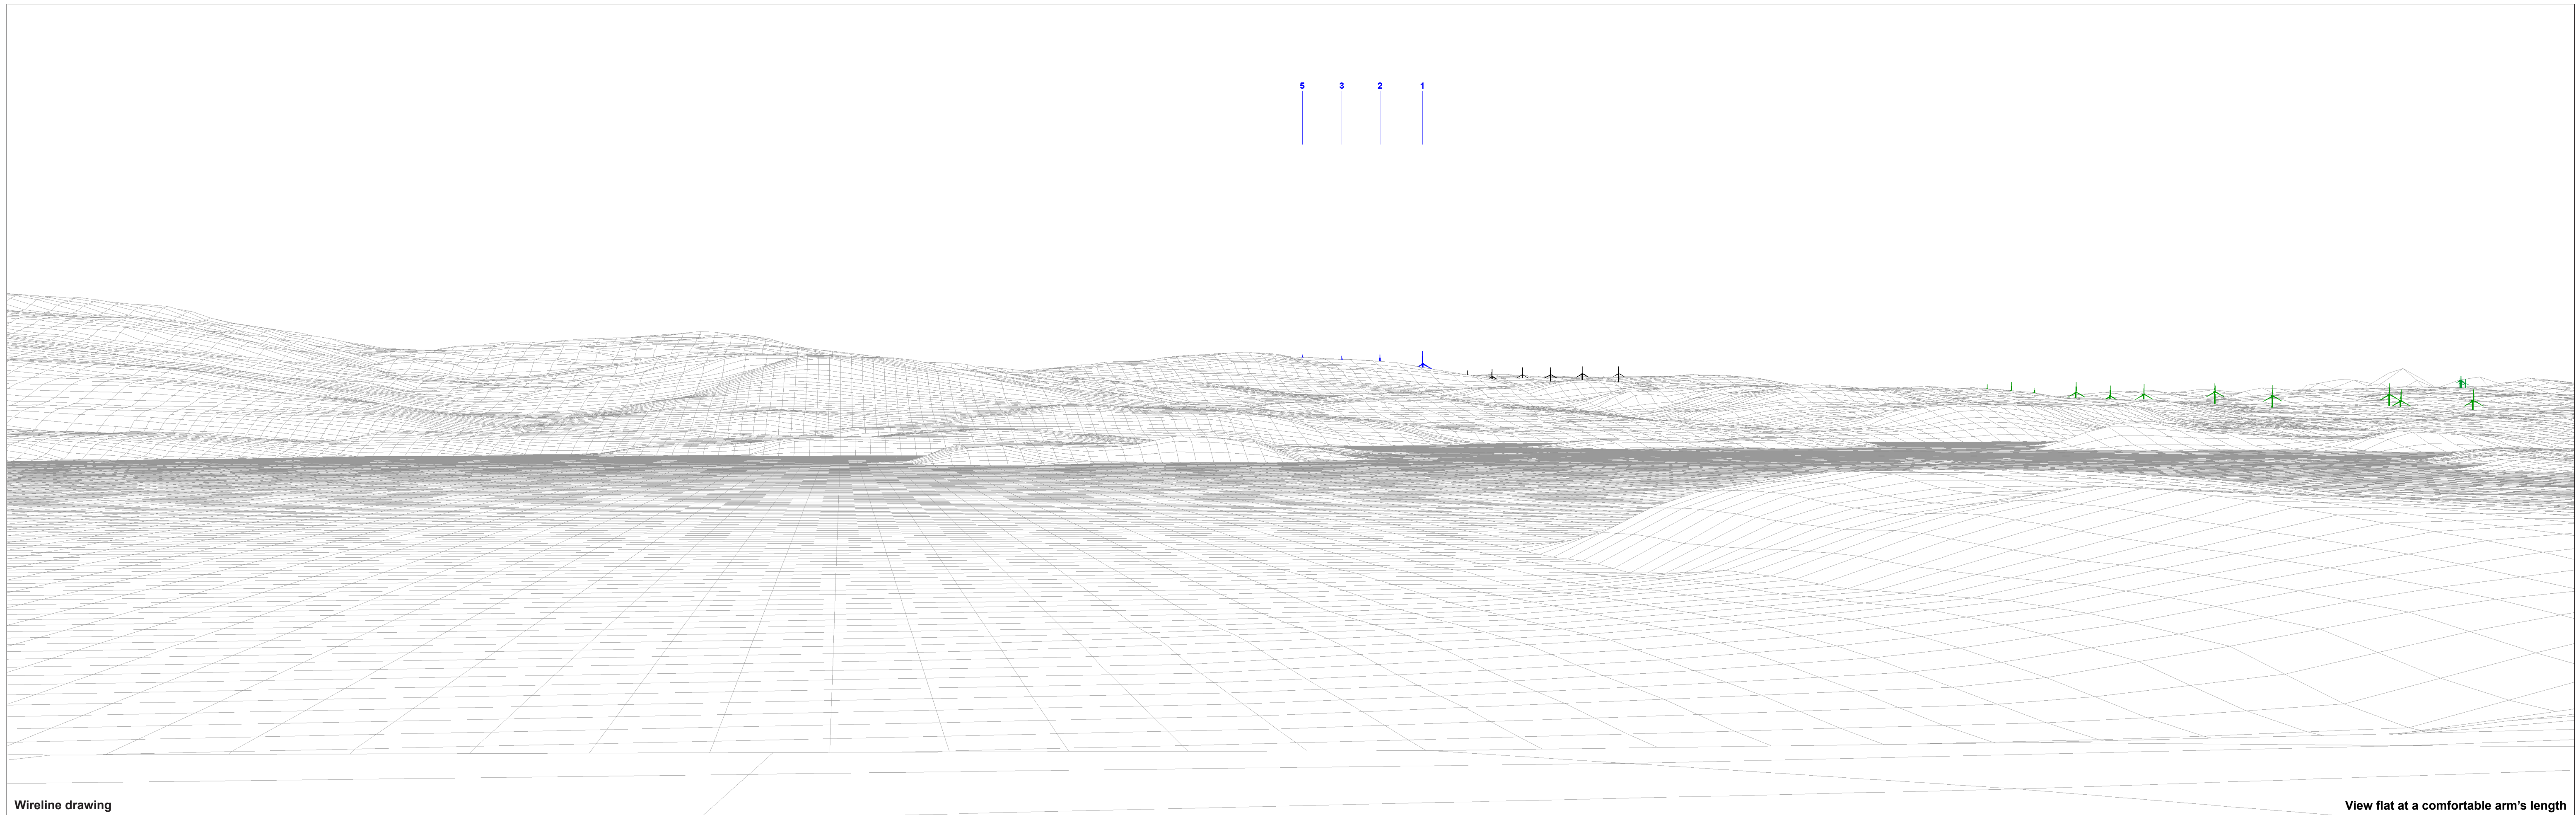 5 3 2 1
Wireline drawing
View flat at a comfortable arm's length